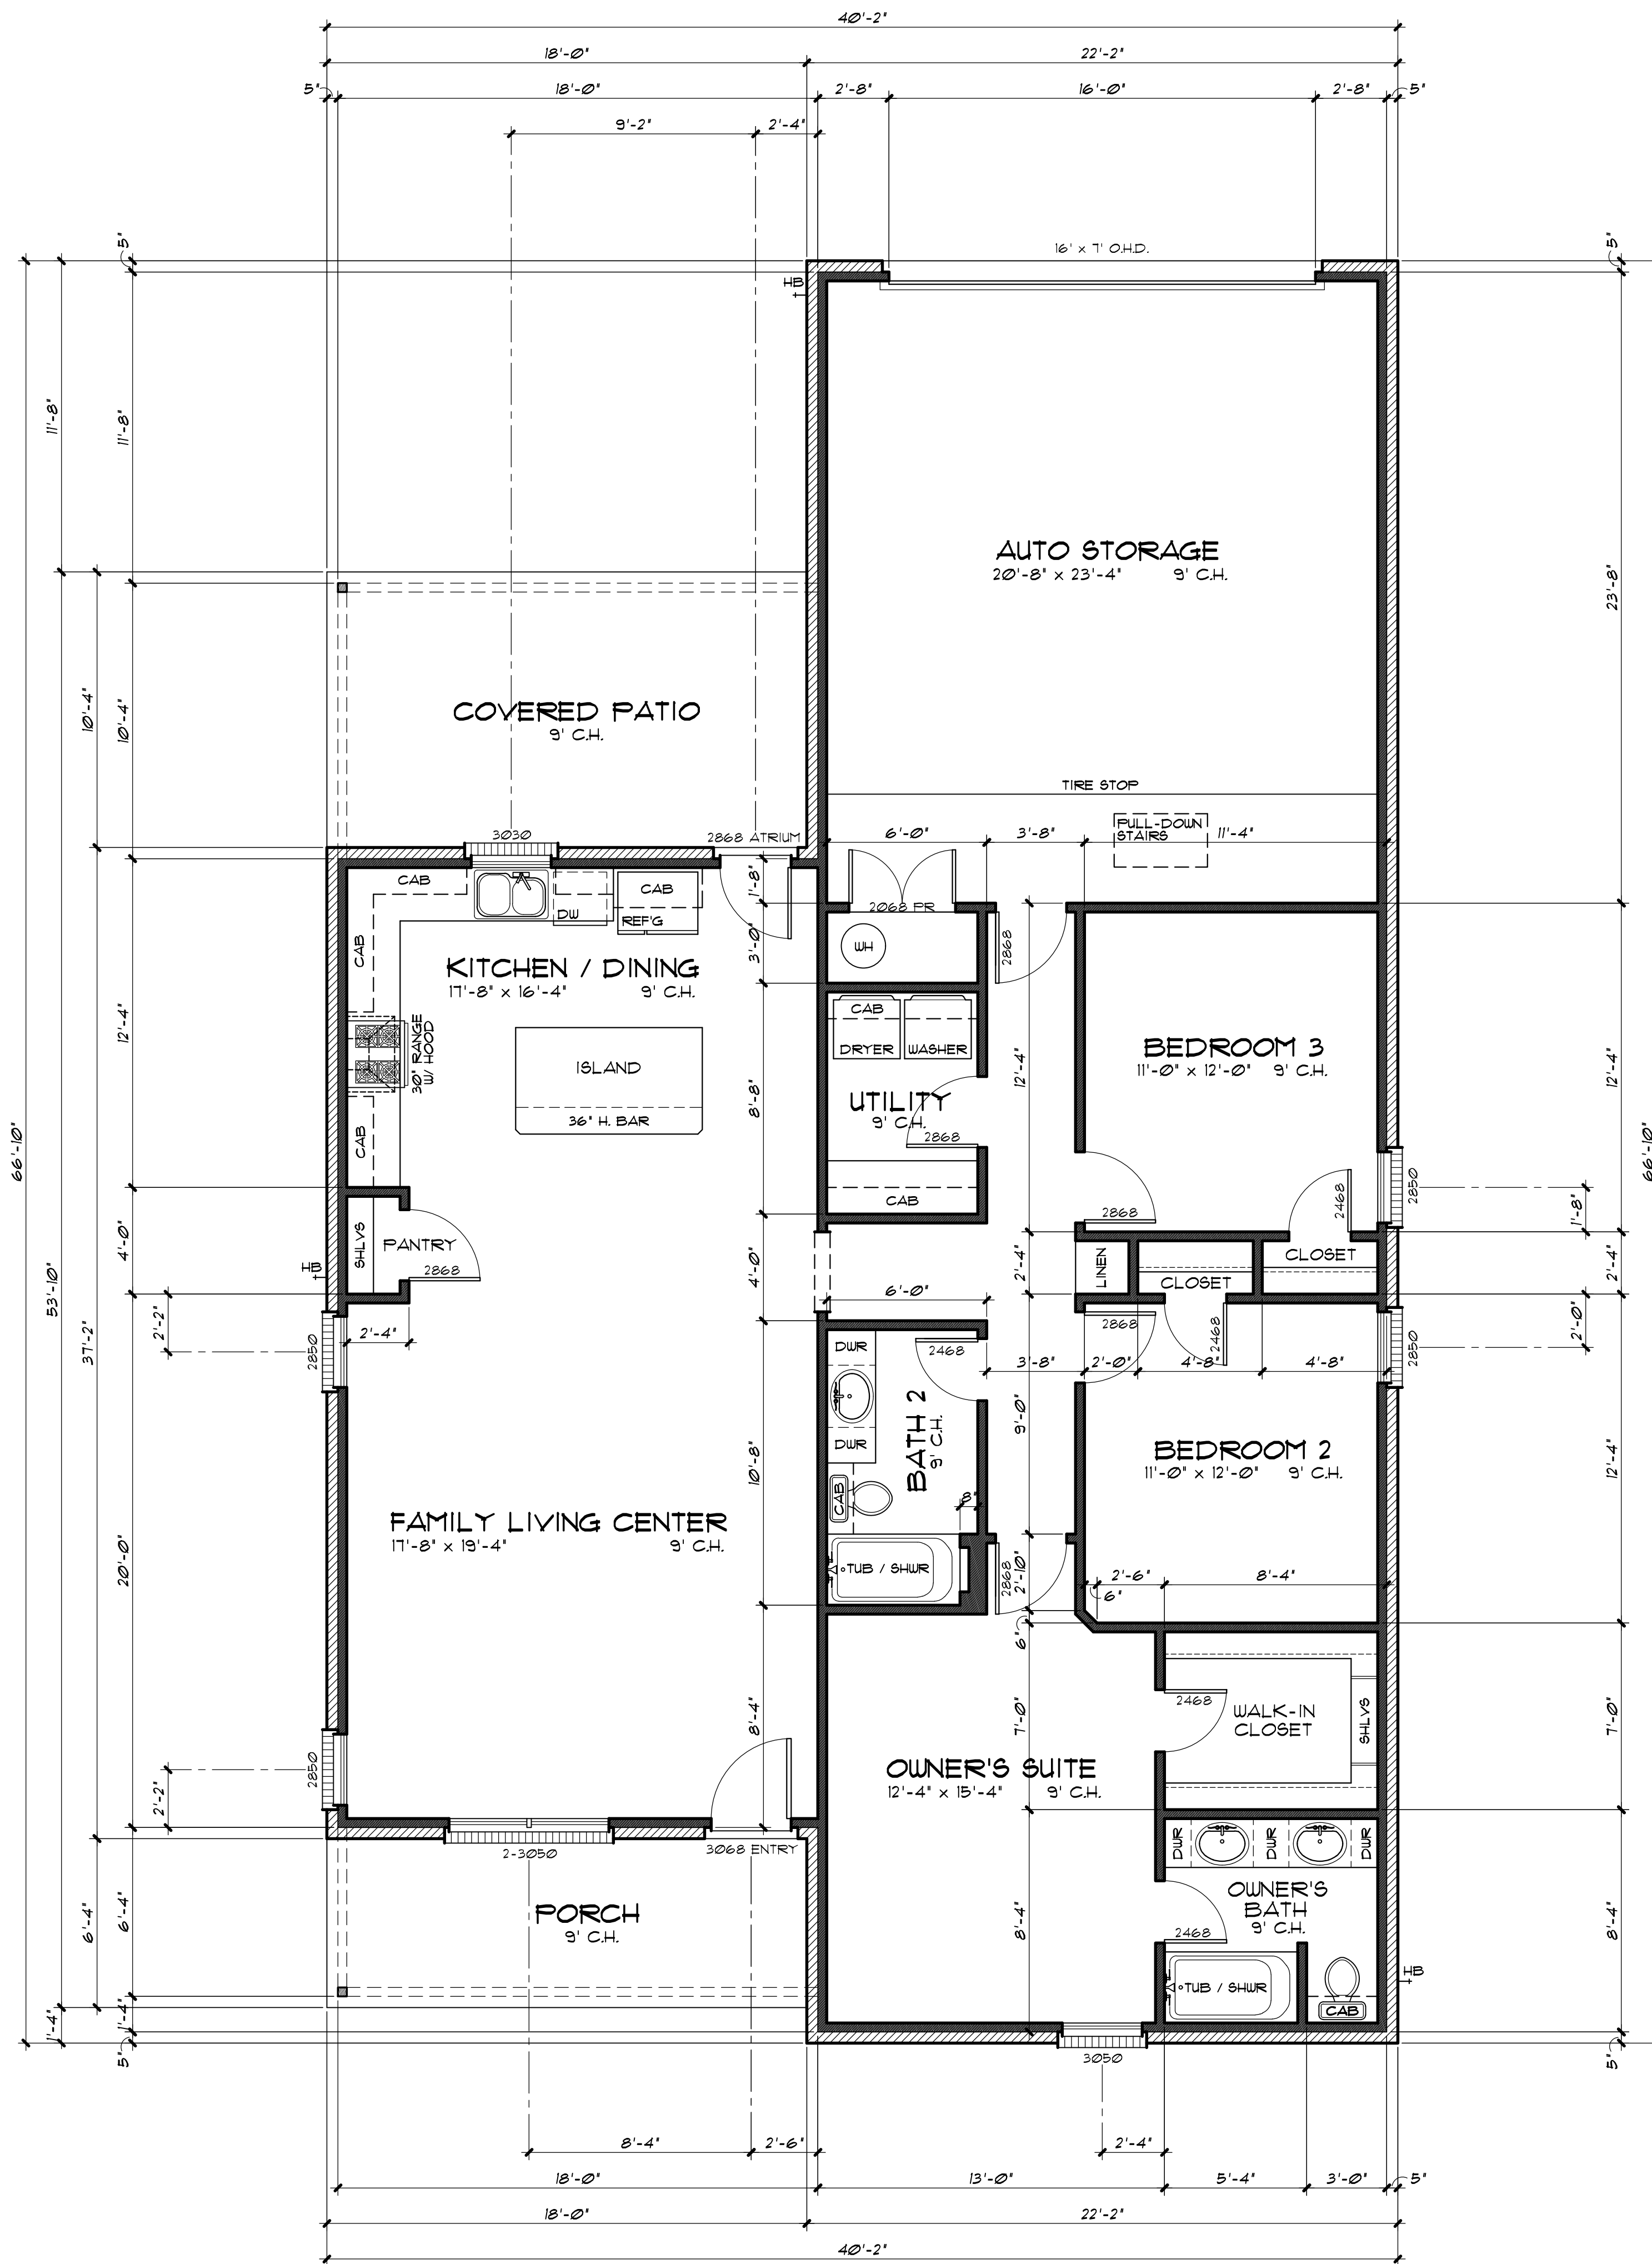 40'-2"
18'-0" 22'-2"
5" 18'-0" 2'-8" 16'-0" 2'-8" 5"
9'-2" 2'-4"
5" 16' x 7' O.H.D. 5"
HB
11'-8" 11'-8"
AUTO STORAGE
20'-8" x 23'-4" 9' C.H.
23'-8"
10'-4" 10'-4"
COVERED PATIO
9' C.H.
TIRE STOP
PULL-DOWN
STAIRS
6'-0" 3'-8" 11'-4"
3030 2868 ATRIUM
1'-8"
CAB CAB
DW REF'G
2068 PR
3'-0"
WH 2868
CAB
KITCHEN / DINING
17'-8" x 16'-4" 9' C.H.
12'-4"
30" RANGE
W/ HOOD
ISLAND
36" H. BAR
CAB
CAB
DRYER WASHER
8'-8"
UTILITY
9' C.H.
2868
CAB
12'-4"
BEDROOM 3
11'-0" x 12'-0" 9' C.H.
12'-4"
66'-10" 66'-10"
2868 2468 2850
1'-8"
4'-0" SHLVS PANTRY
2868
HB
4'-0"
2'-4" LINEN CLOSET CLOSET 2'-4"
53'-10"
37'-2"
2'-2" 2850 2'-4"
6'-0"
2868 2468 2850 2'-0"
DWR 2468
3'-8" 2'-0" 4'-8" 4'-8"
BATH 2
9' C.H.
DWR
CAB
8"
10'-8"
9'-0"
BEDROOM 2
11'-0" x 12'-0" 9' C.H.
12'-4"
FAMILY LIVING CENTER
17'-8" x 19'-4" 9' C.H.
20'-0"
TUB / SHWR
2868 2'-10"
2'-6" 8'-4"
6"
6"
2468
WALK-IN
CLOSET
SHLVS
7'-0" 7'-0"
8'-4"
OWNER'S SUITE
12'-4" x 15'-4" 9' C.H.
2'-2" 2850
2-3050 3068 ENTRY
DWR DWR DWR
OWNER'S
BATH
9' C.H.
PORCH
9' C.H.
6'-4" 6'-4"
8'-4" 8'-4"
2468
TUB / SHWR
CAB
HB
1'-4" 1'-4"
5" 3050 5"
8'-4" 2'-6" 2'-4"
18'-0" 13'-0" 5'-4" 3'-0" 5"
18'-0" 22'-2"
40'-2"